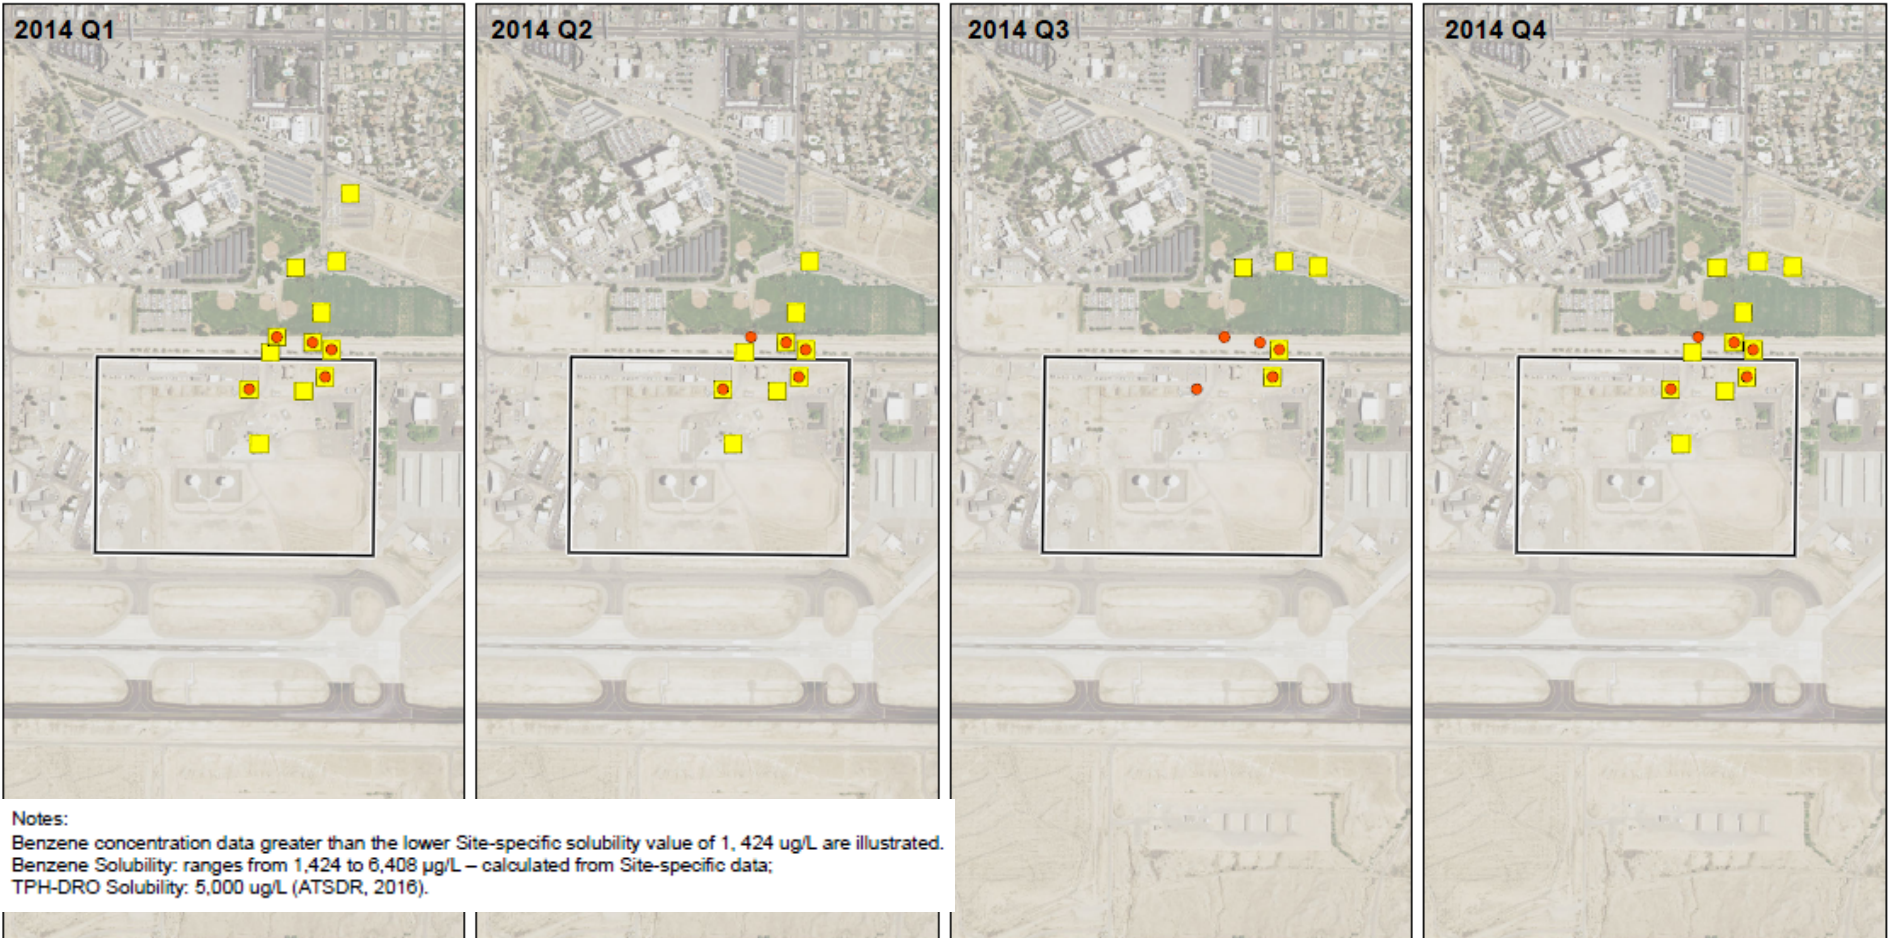 2014 Q1
2014 Q2
2014 Q3
2014 Q4
Notes:
Benzene concentration data greater than the lower Site-specific solubility value of 1, 424 ug/L are illustrated.
Benzene Solubility: ranges from 1,424 to 6,408 µg/L – calculated from Site-specific data;
TPH-DRO Solubility: 5,000 ug/L (ATSDR, 2016).